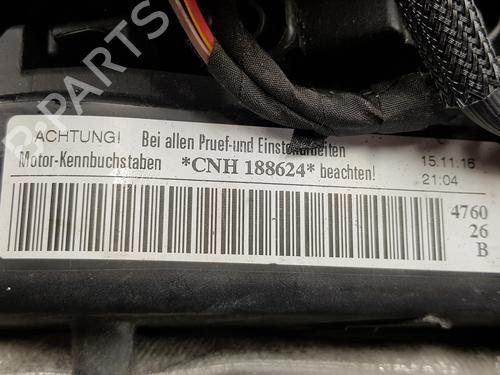 B-PARTS
ACHTUNG! Bei allen Pruef-und Einstellarbeiten
Motor-Kennbuchstaben *CNH 188624* beachten!
15.11.16
21:04
4760
26
B